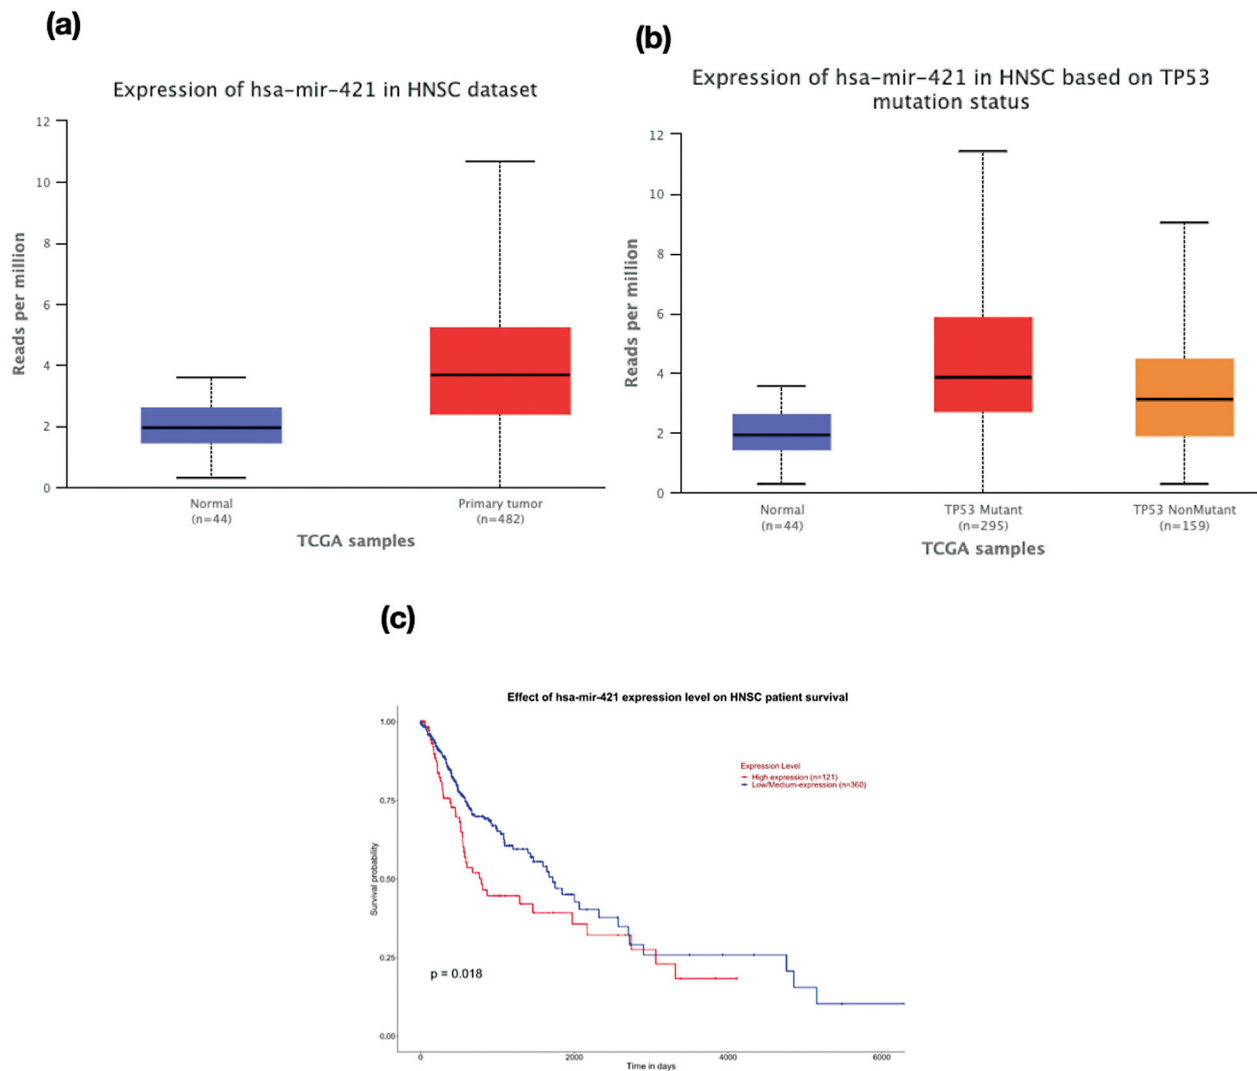 (a)
Expression of hsa-mir-421 in HNSC dataset
12
10
8
6
4
2
0
Reads per million
Normal
(n=44)
Primary tumor
(n=482)
TCGA samples
(b)
Expression of hsa-mir-421 in HNSC based on TP53
mutation status
12
10
8
6
4
2
0
Reads per million
Normal
(n=44)
TP53 Mutant
(n=295)
TP53 NonMutant
(n=159)
TCGA samples
(c)
Effect of hsa-mir-421 expression level on HNSC patient survival
1.00
0.75
0.50
0.25
0.00
Survival probability
Expression Level
High expression (n=121)
Low/Medium-expression (n=360)
p = 0.018
0
2000
4000
6000
Time in days